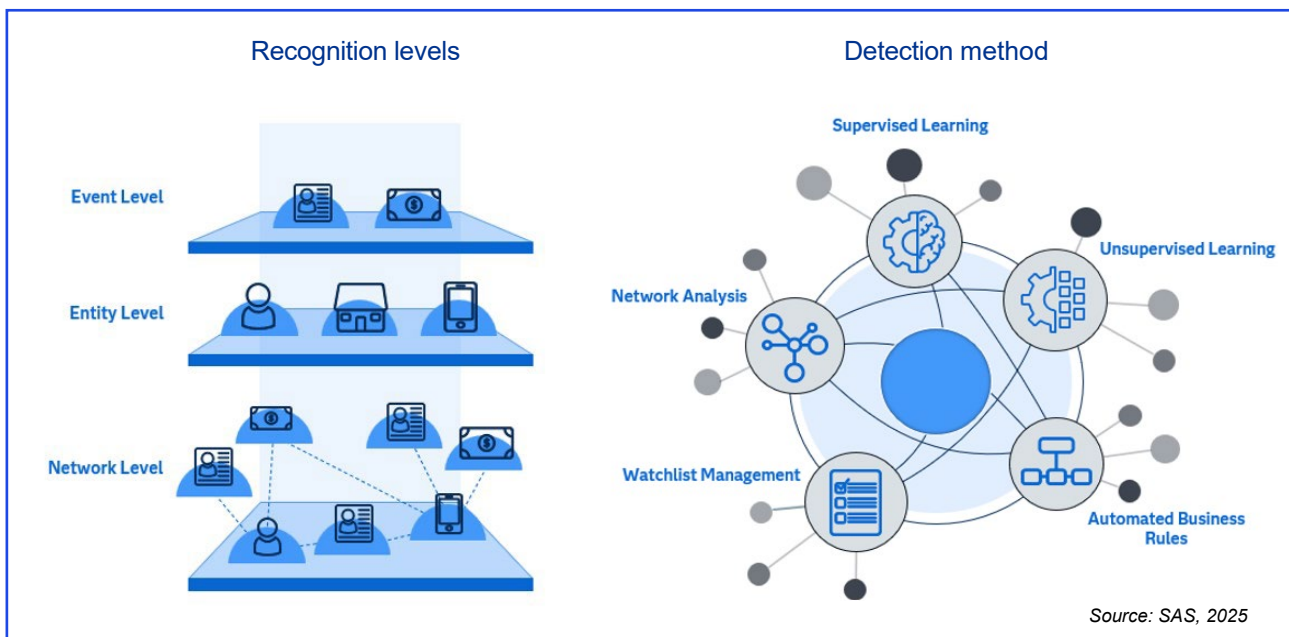 Recognition levels
Event Level
Entity Level
Network Level
Detection method
Supervised Learning
Unsupervised Learning
Network Analysis
Watchlist Management
Automated Business
Rules
Source: SAS, 2025